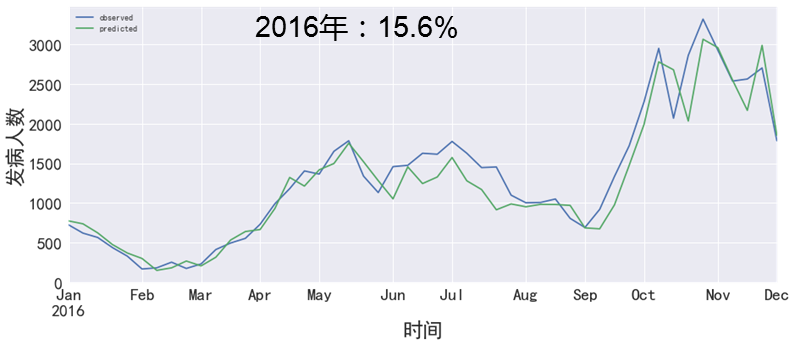 2016年：15.6%
observed
predicted
发病人数
3000
2500
2000
1500
1000
500
0
Jan Feb Mar Apr May Jun Jul Aug Sep Oct Nov Dec
2016
时间